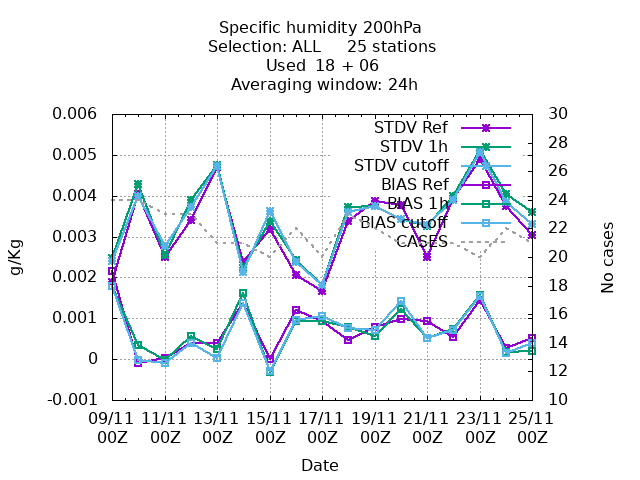 Specific humidity 200hPa
Selection: ALL 25 stations
Used 18 + 06
Averaging window: 24h
0.006
0.005
0.004
0.003
0.002
0.001
0
-0.001
g/Kg
30
28
26
24
22
20
18
16
14
12
10
No cases
STDV Ref
STDV 1h
STDV cutoff
BIAS Ref
BIAS 1h
BIAS cutoff
CASES
09/11 11/11 13/11 15/11 17/11 19/11 21/11 23/11 25/11
00Z 00Z 00Z 00Z 00Z 00Z 00Z 00Z 00Z
Date